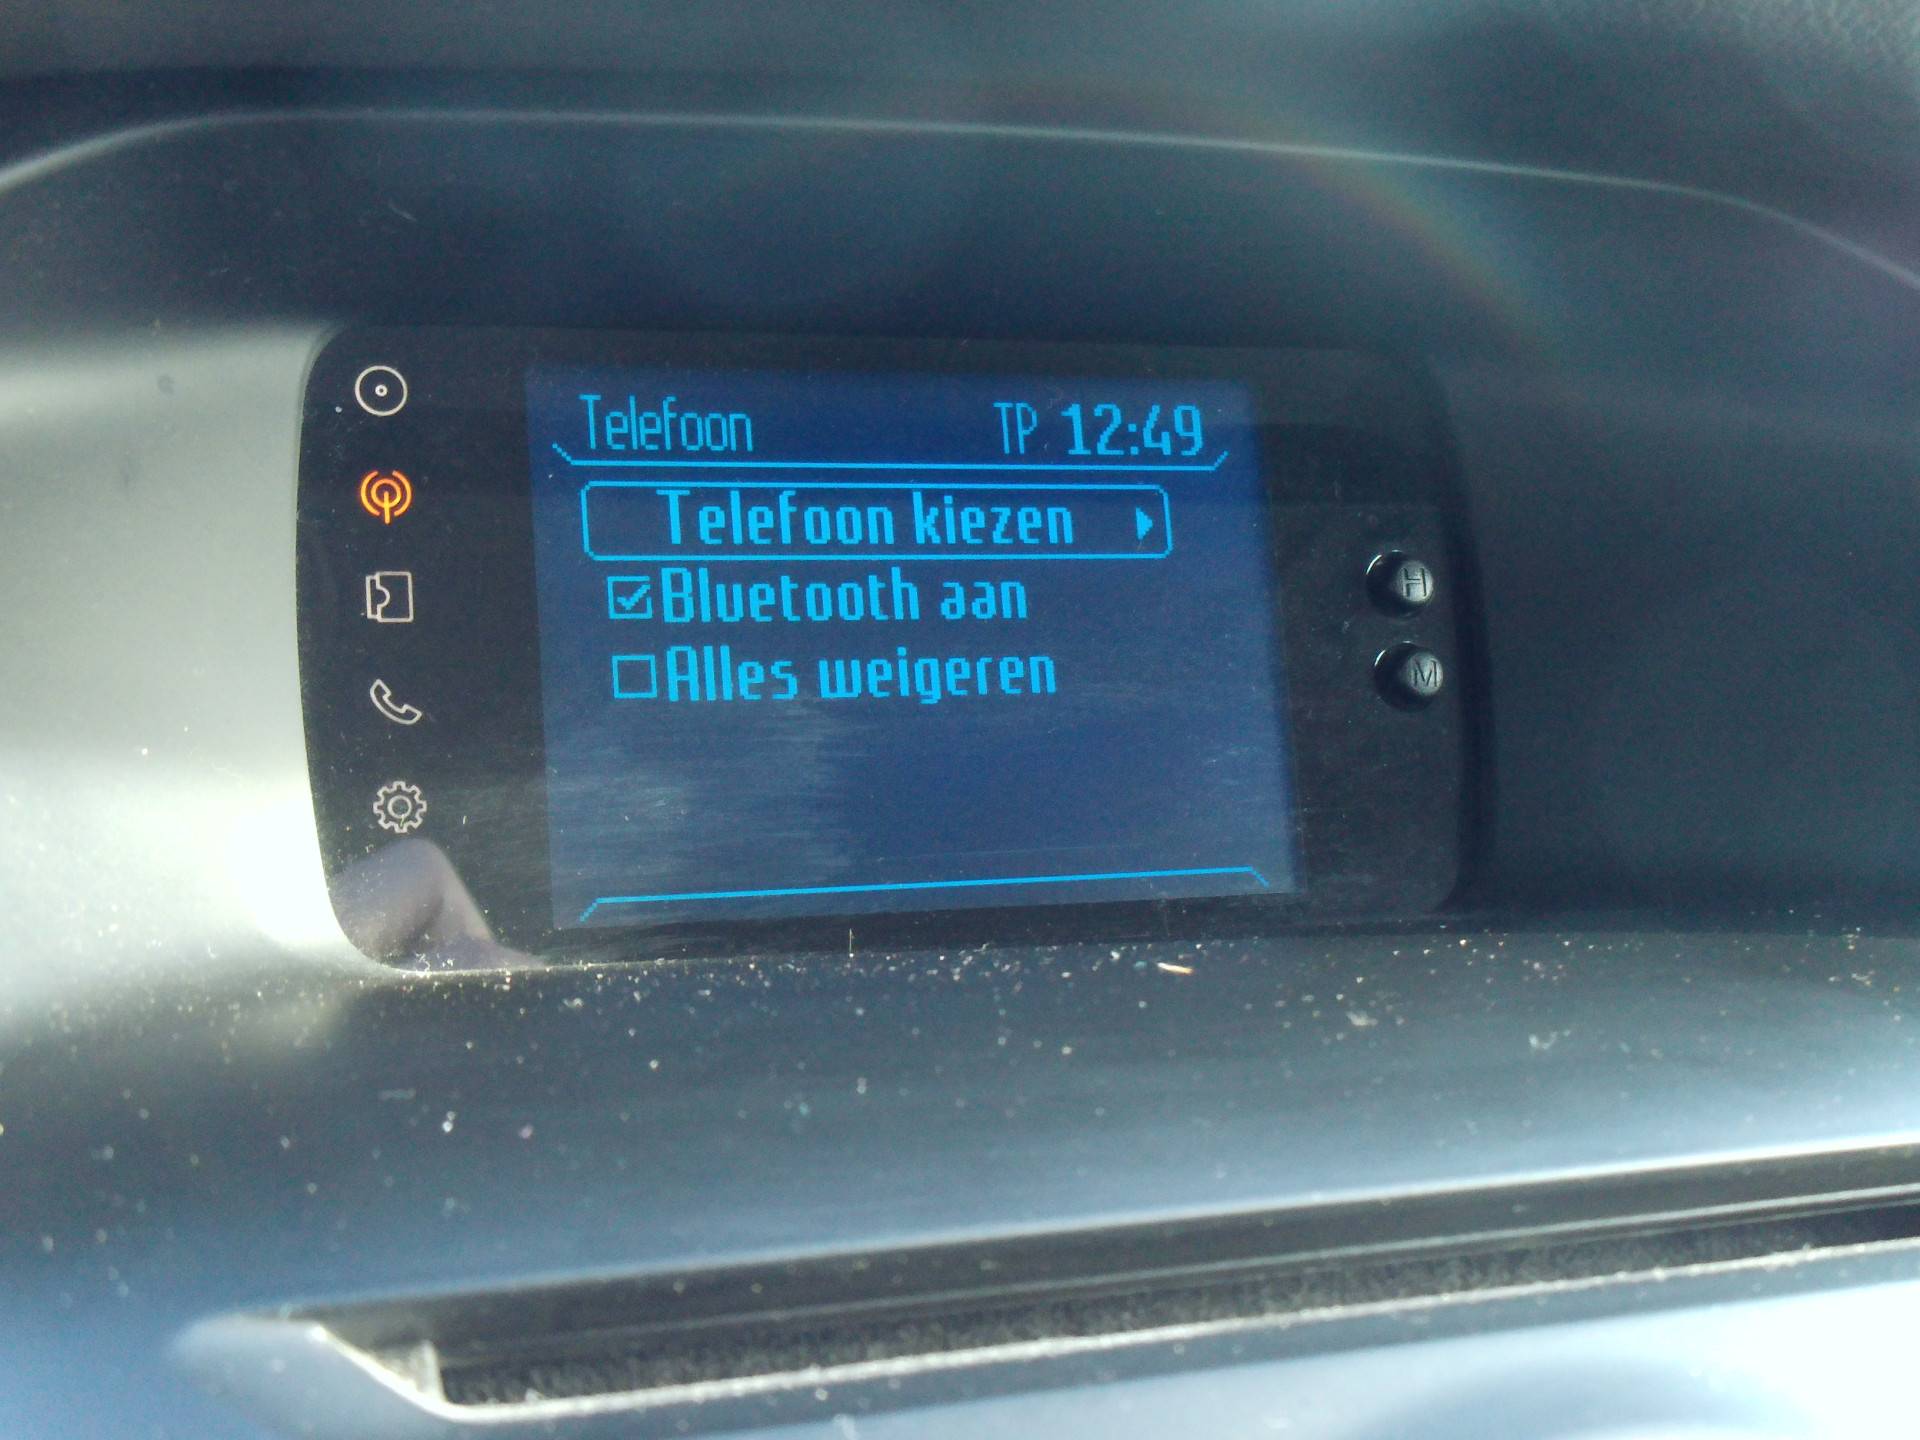 Telefoon TP 12:49
Telefoon kiezen
Bluetooth aan
Alles weigeren
H
M